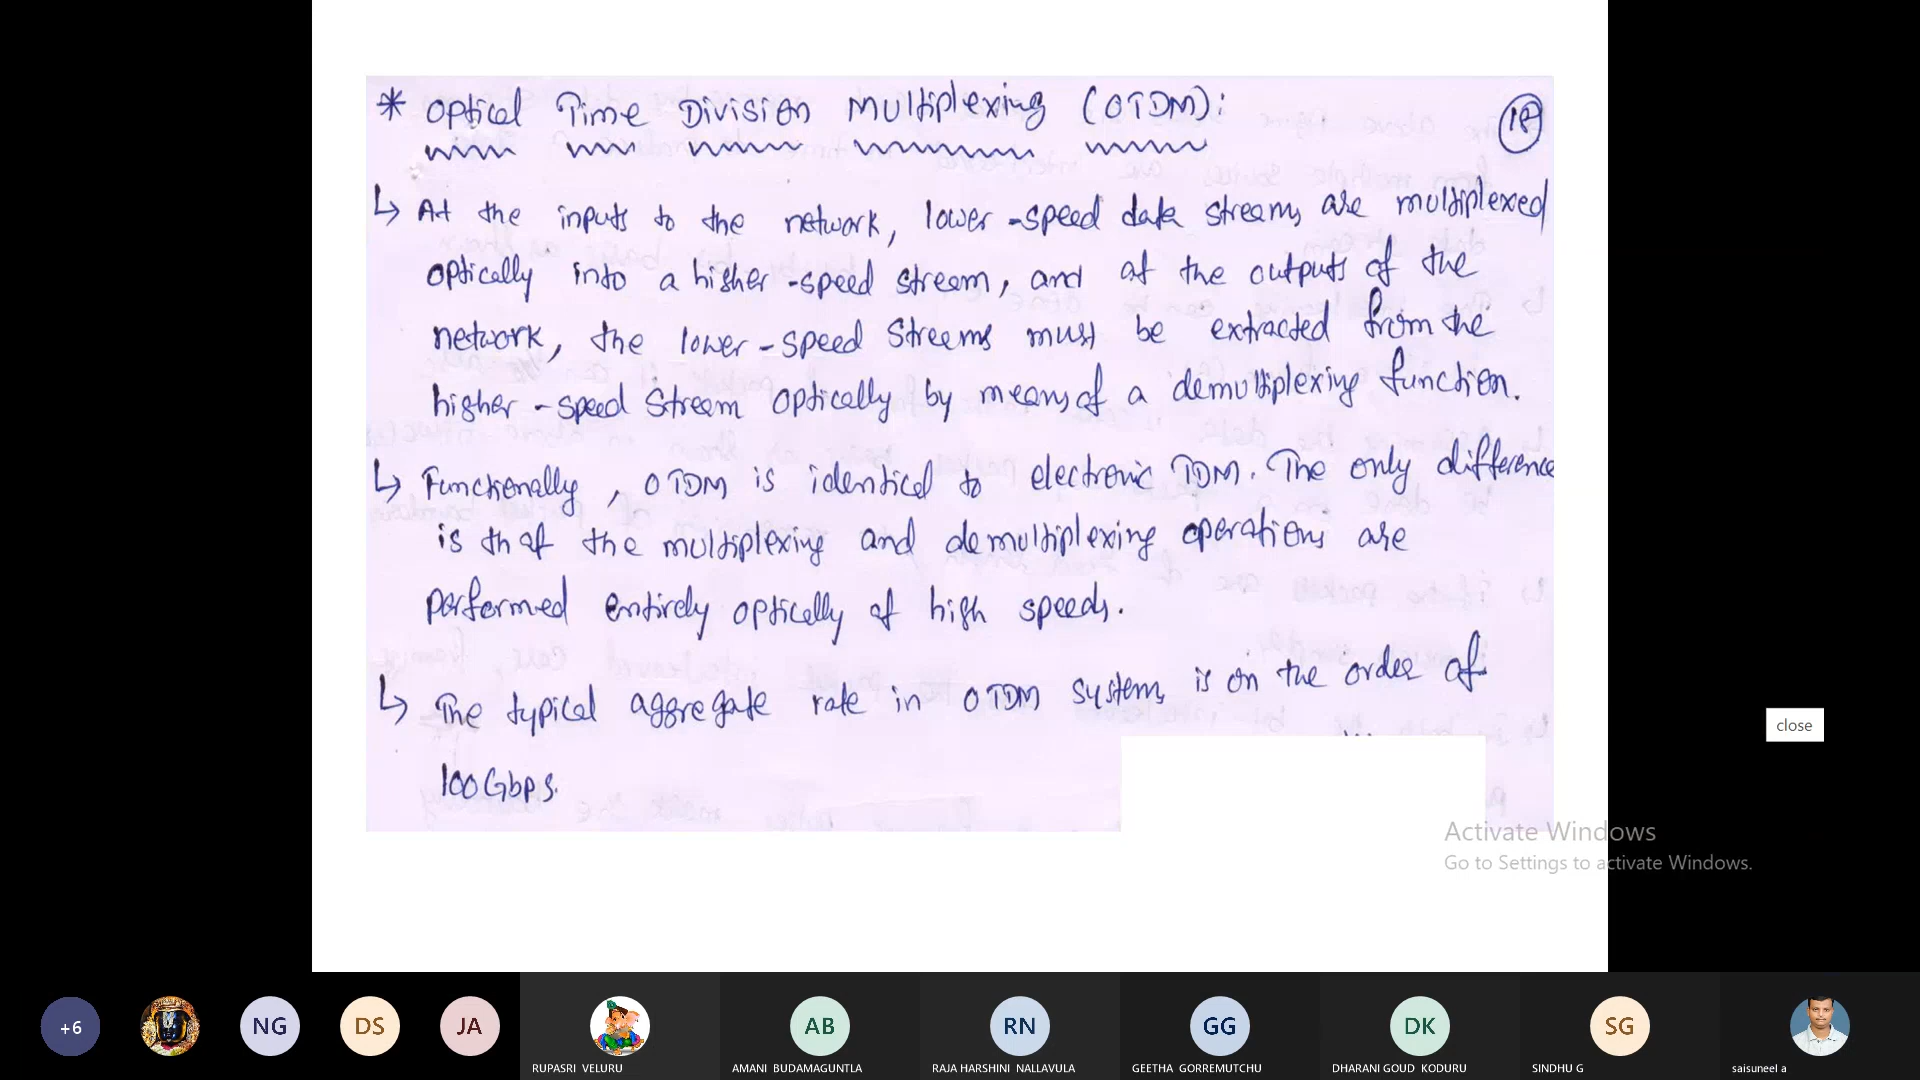 * Optical Time Division Multiplexing (OTDM):
18
↳ At the inputs to the network, lower-speed data streams are multiplexed
optically into a higher-speed stream, and at the outputs of the
network, the lower-speed streams must be extracted from the
higher-speed stream optically by means of a demultiplexing function.
↳ Functionally, OTDM is identical to electronic TDM. The only difference
is that the multiplexing and demultiplexing operations are
performed entirely optically at high speeds.
↳ The typical aggregate rate in OTDM systems is on the order of
100Gbps.
close
Activate Windows
Go to Settings to activate Windows.
+6
NG
DS
JA
AB
RN
GG
DK
SG
RUPASRI VELURU
AMANI BUDAMAGUNTLA
RAJA HARSHINI NALLAVULA
GEETHA GORREMUTCHU
DHARANI GOUD KODURU
SINDHU G
saisuneel a